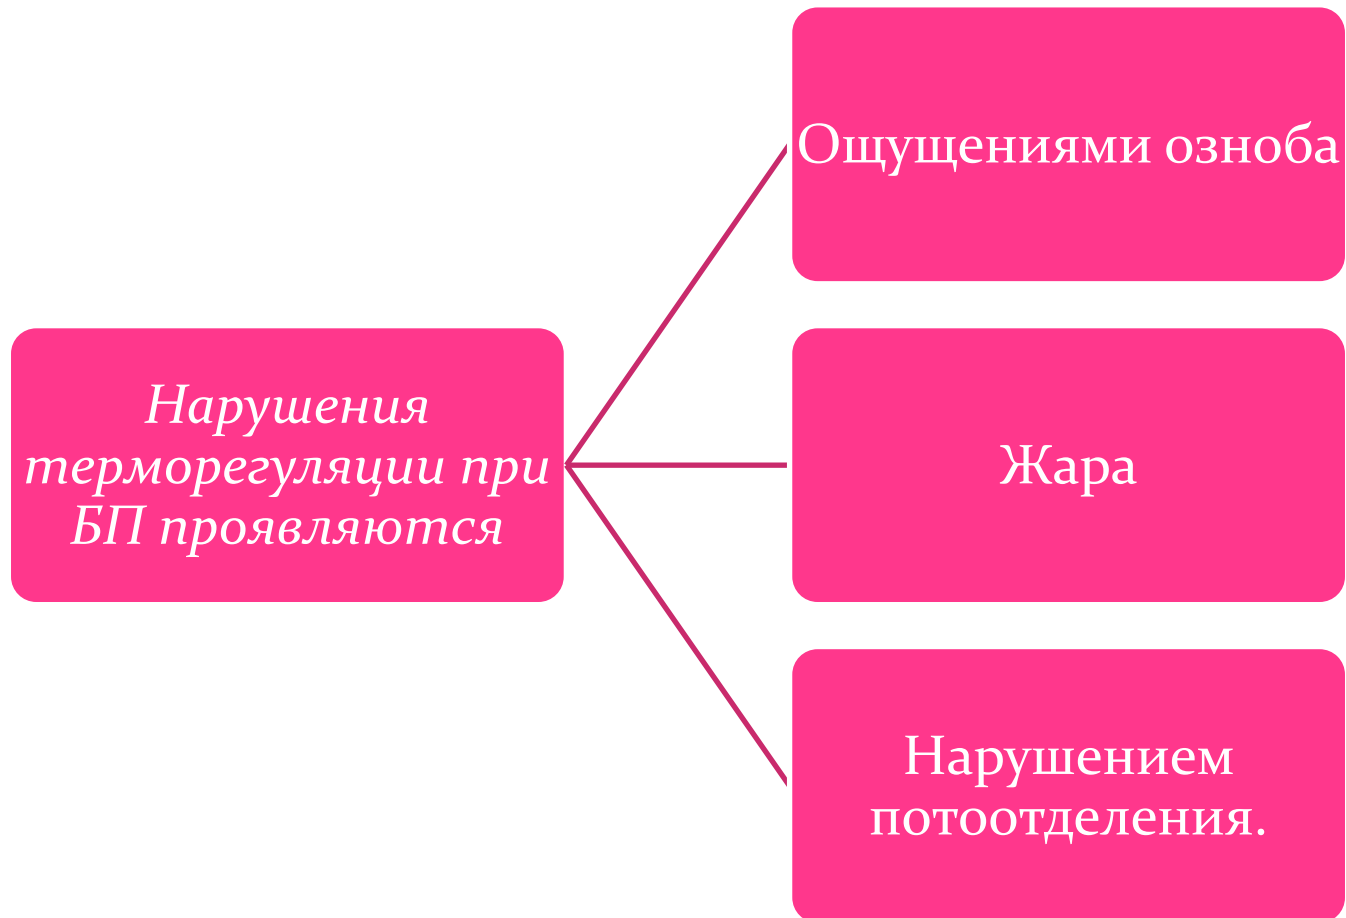 Ощущениями озноба
Нарушения
терморегуляции при
БП проявляются
Жара
Нарушением
потоотделения.